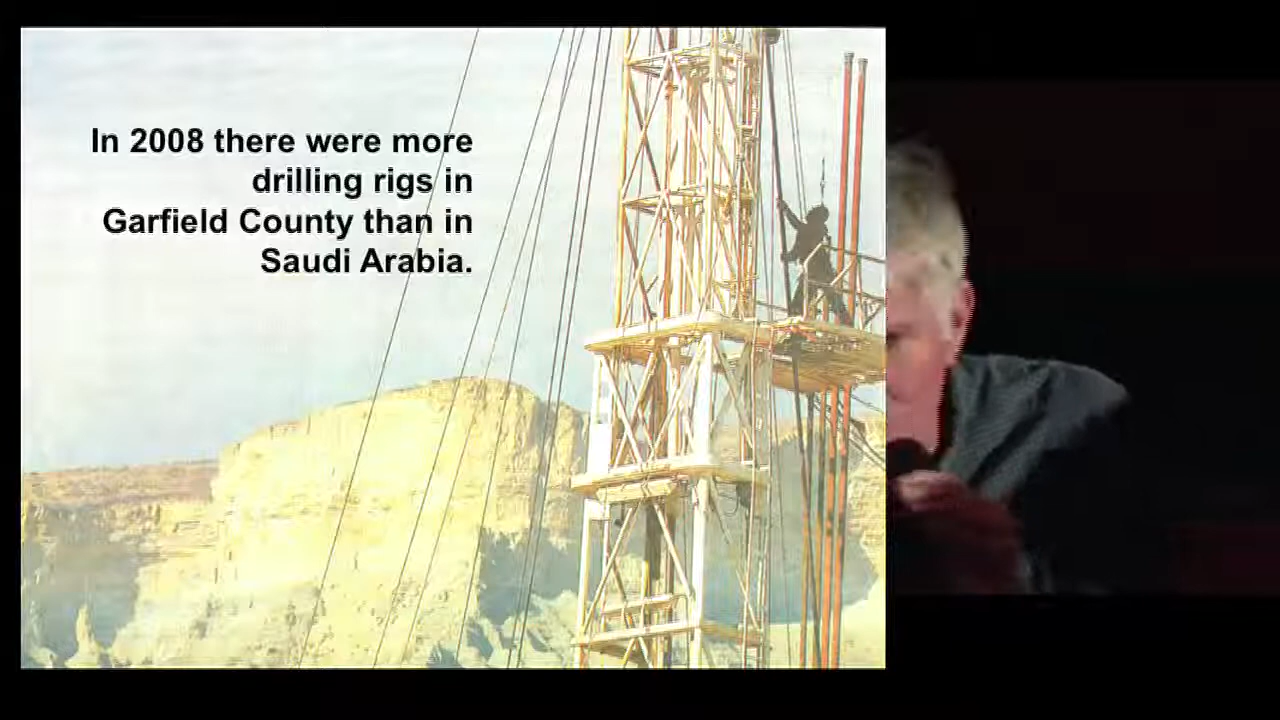 In 2008 there were more
drilling rigs in
Garfield County than in
Saudi Arabia.